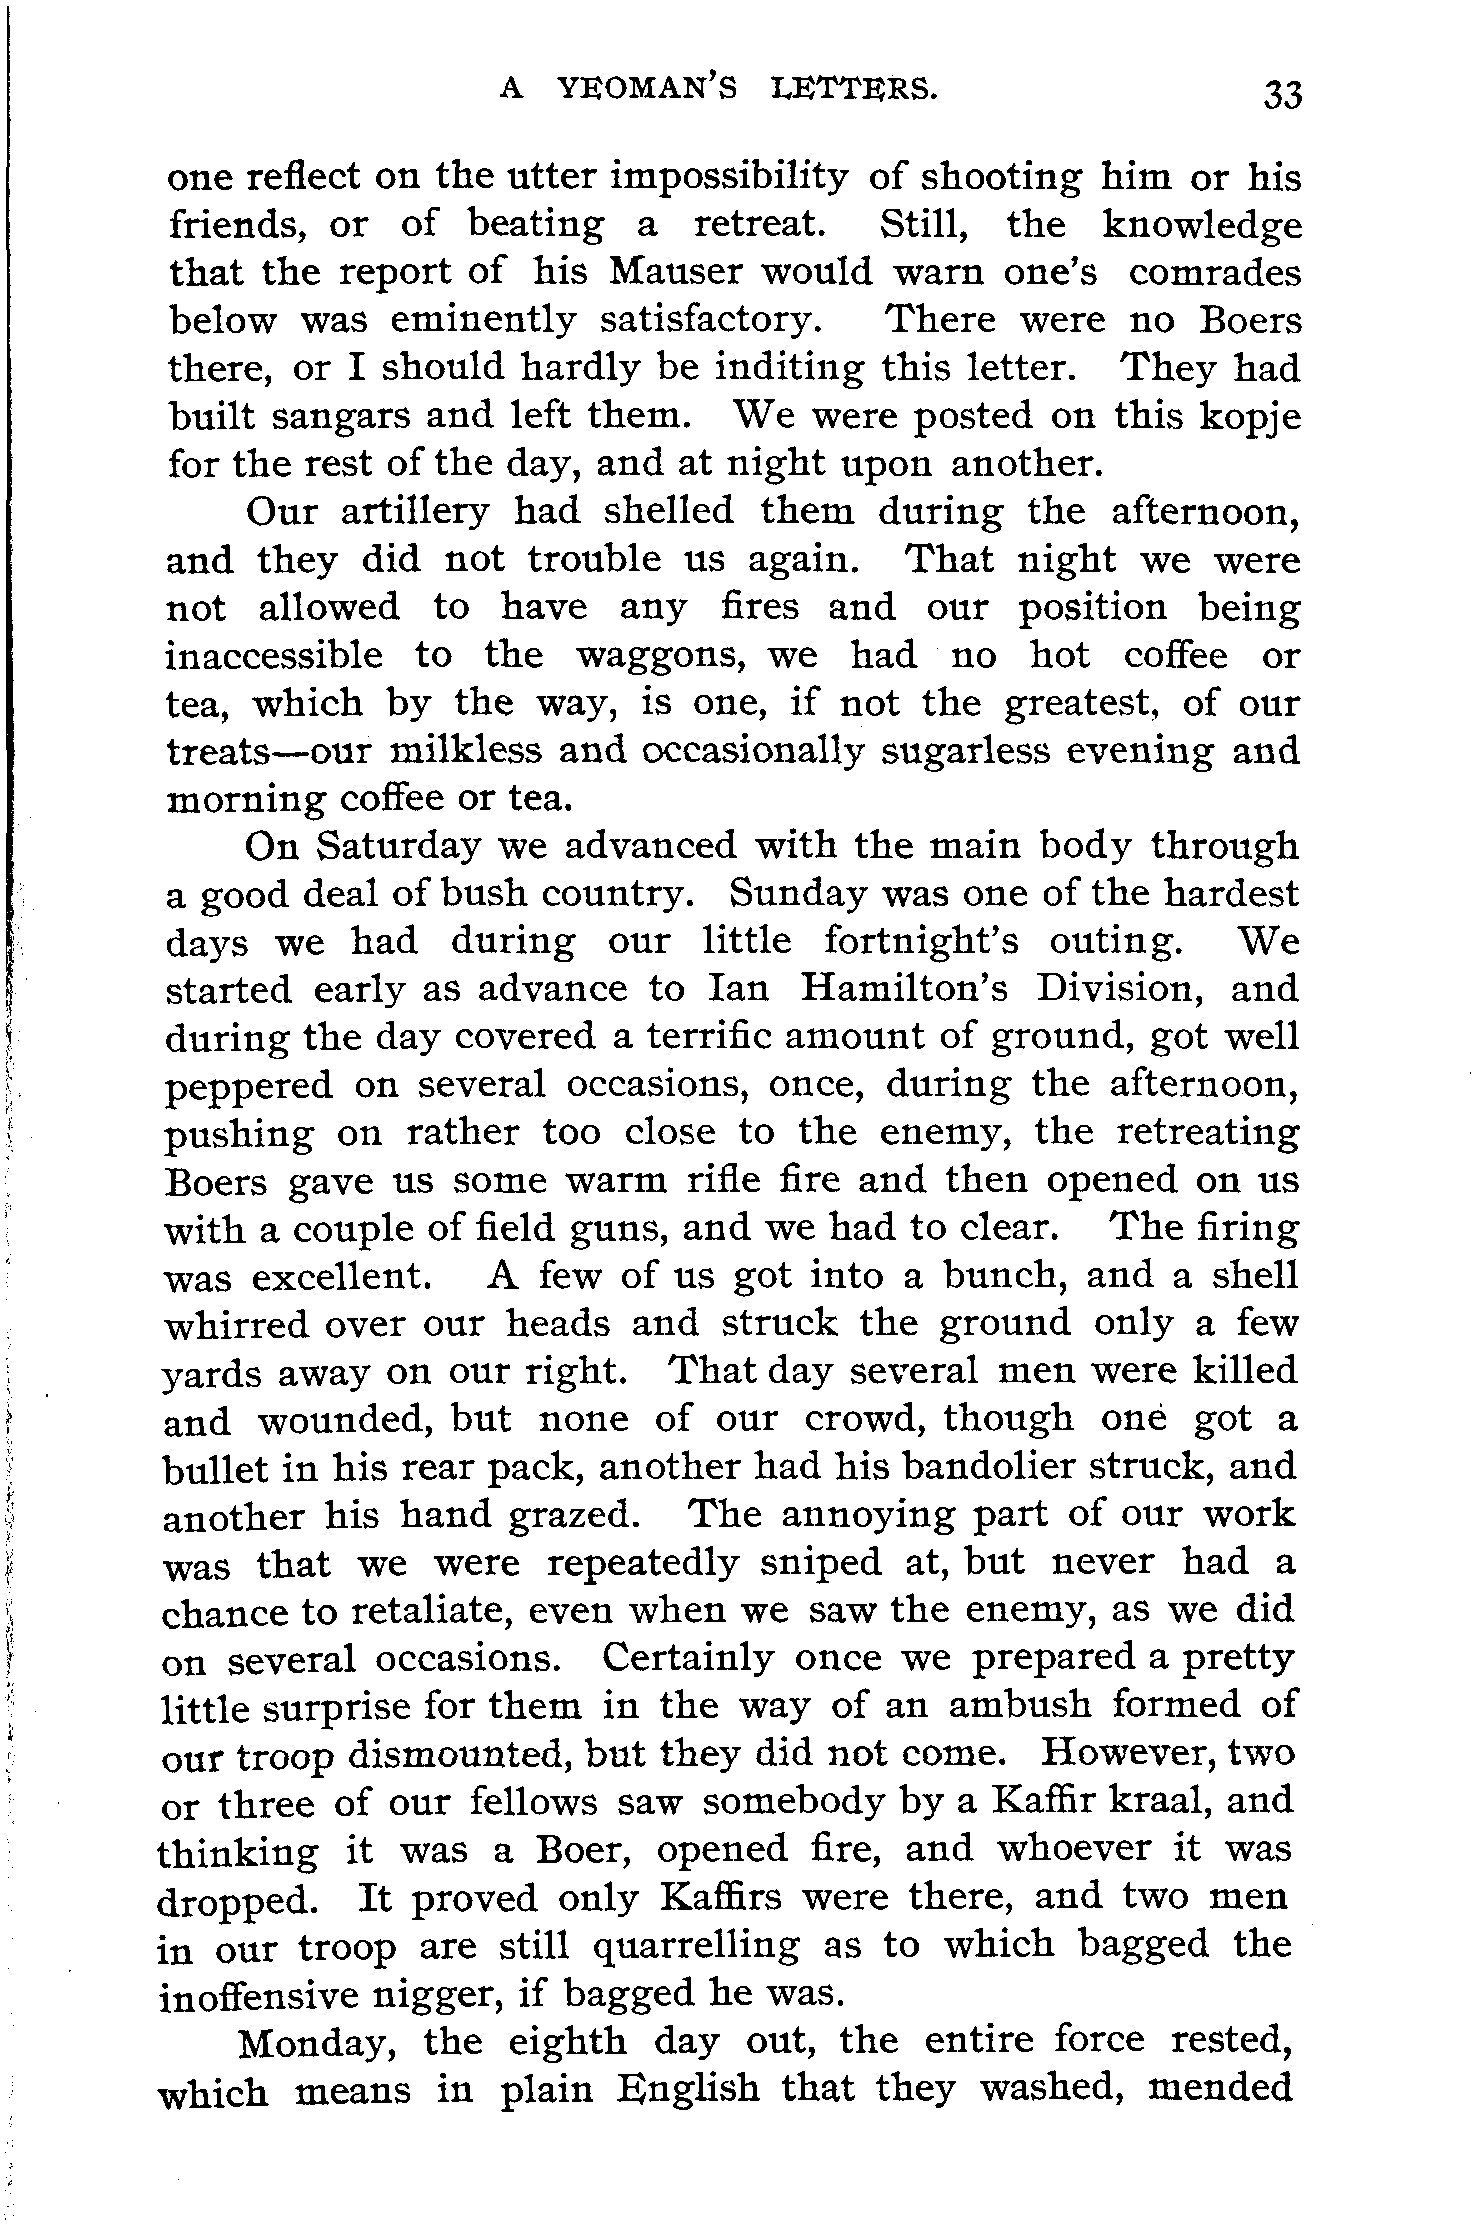 A YEOMAN'S LETTERS. 33
one reflect on the utter impossibility of shooting him or his
friends, or of beating a retreat. Still, the knowledge
that the report of his Mauser would warn one's comrades
below was eminently satisfactory. There were no Boers
there, or I should hardly be inditing this letter. They had
built sangars and left them. We were posted on this kopje
for the rest of the day, and at night upon another.
Our artillery had shelled them during the afternoon,
and they did not trouble us again. That night we were
not allowed to have any fires and our position being
inaccessible to the waggons, we had no hot coffee or
tea, which by the way, is one, if not the greatest, of our
treats—our milkless and occasionally sugarless evening and
morning coffee or tea.
On Saturday we advanced with the main body through
a good deal of bush country. Sunday was one of the hardest
days we had during our little fortnight's outing. We
started early as advance to Ian Hamilton's Division, and
during the day covered a terrific amount of ground, got well
peppered on several occasions, once, during the afternoon,
pushing on rather too close to the enemy, the retreating
Boers gave us some warm rifle fire and then opened on us
with a couple of field guns, and we had to clear. The firing
was excellent. A few of us got into a bunch, and a shell
whirred over our heads and struck the ground only a few
yards away on our right. That day several men were killed
and wounded, but none of our crowd, though one got a
bullet in his rear pack, another had his bandolier struck, and
another his hand grazed. The annoying part of our work
was that we were repeatedly sniped at, but never had a
chance to retaliate, even when we saw the enemy, as we did
on several occasions. Certainly once we prepared a pretty
little surprise for them in the way of an ambush formed of
our troop dismounted, but they did not come. However, two
or three of our fellows saw somebody by a Kaffir kraal, and
thinking it was a Boer, opened fire, and whoever it was
dropped. It proved only Kaffirs were there, and two men
in our troop are still quarrelling as to which bagged the
inoffensive nigger, if bagged he was.
Monday, the eighth day out, the entire force rested,
which means in plain English that they washed, mended